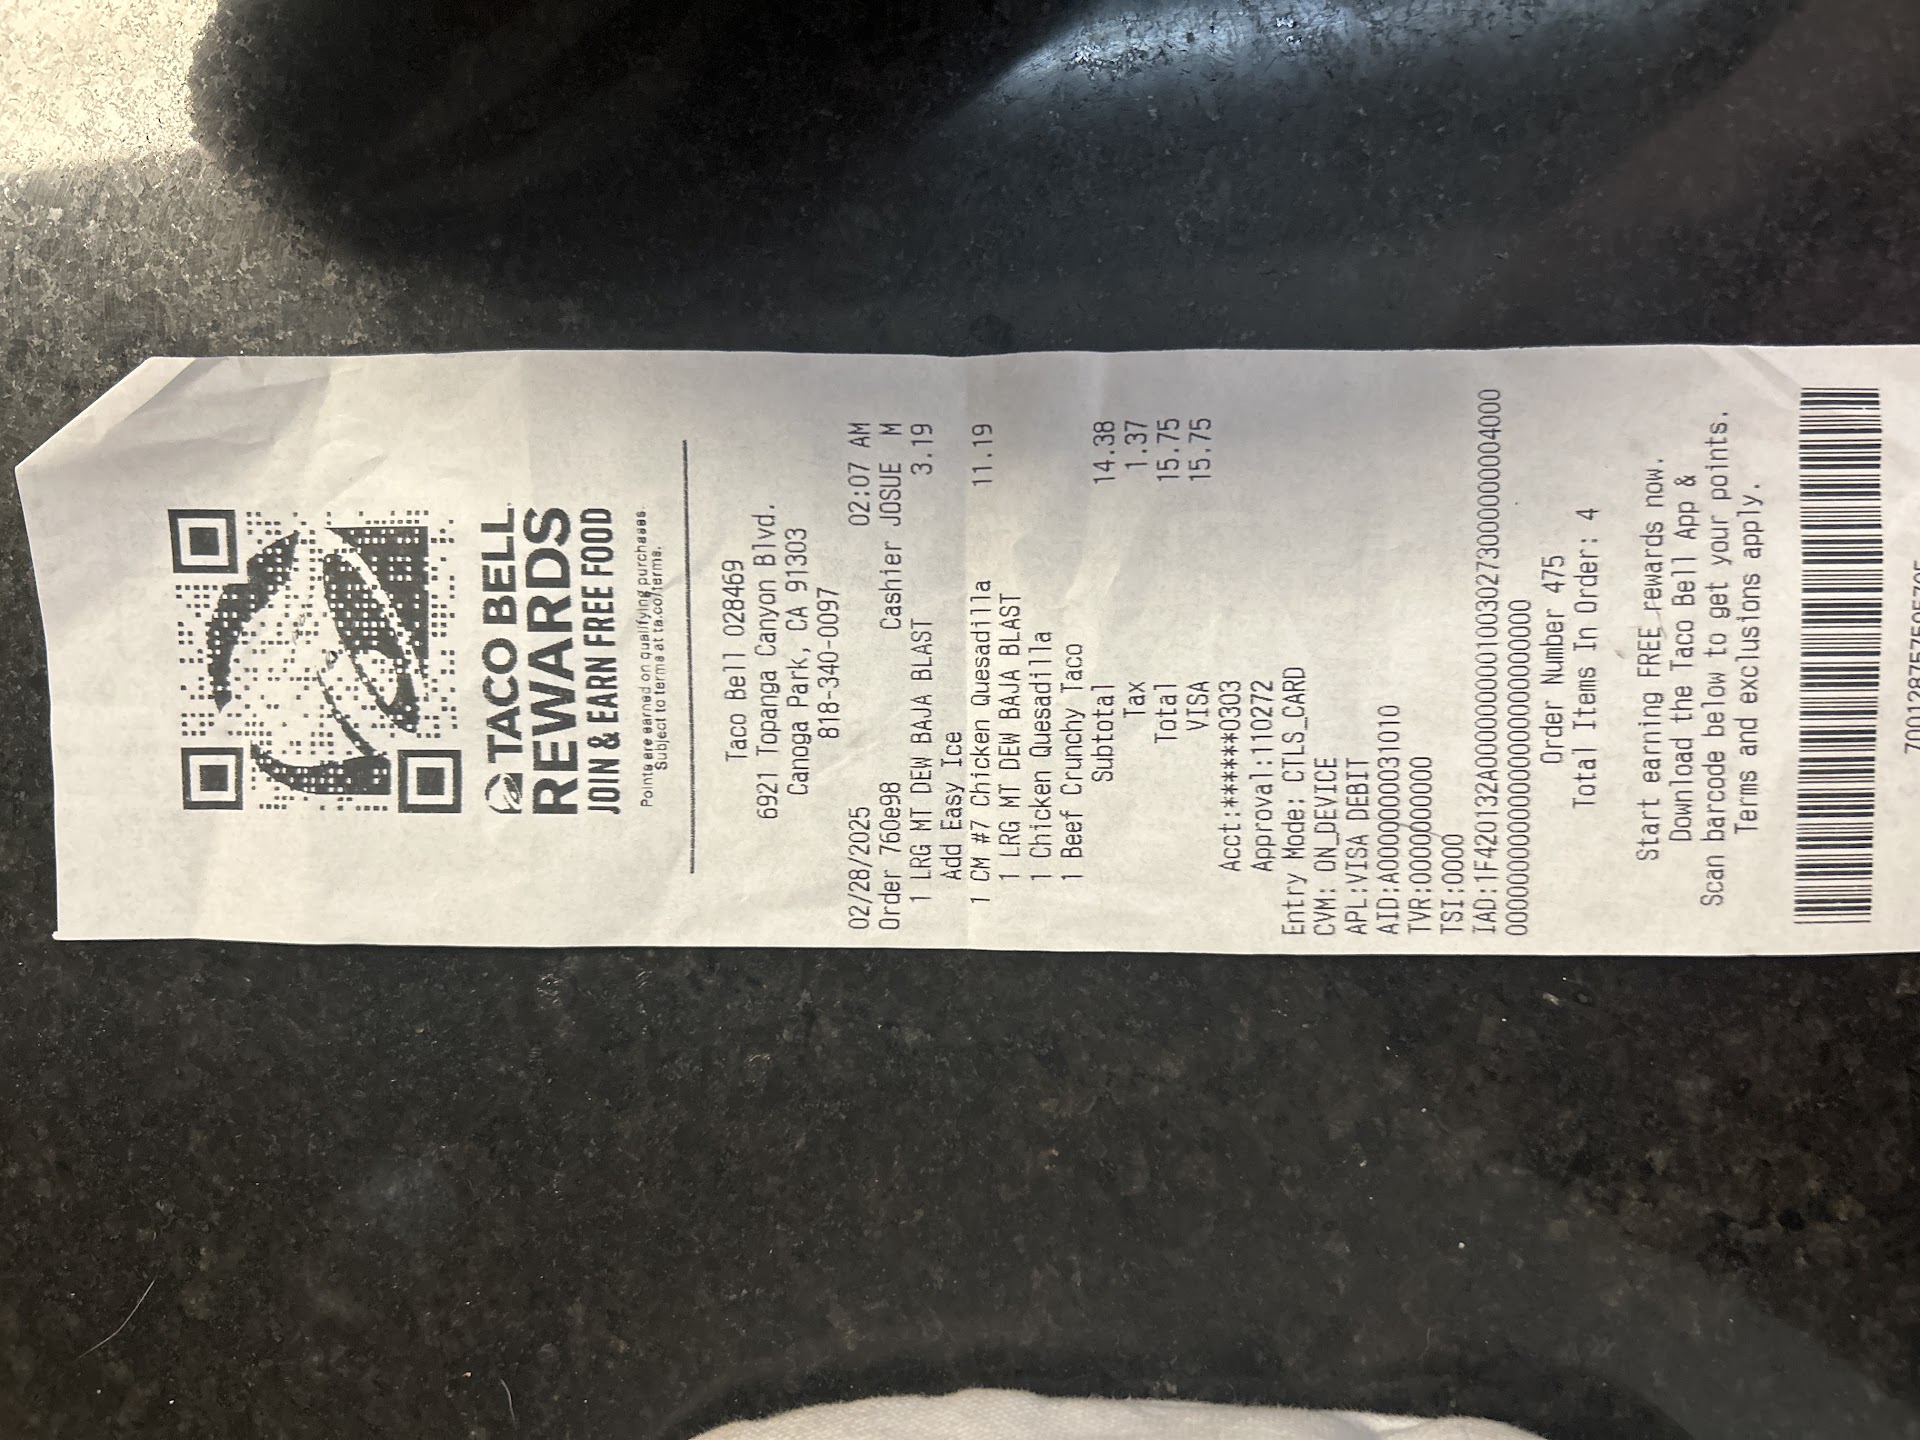 TACO BELL
REWARDS
JOIN & EARN FREE FOOD
Points are earned on qualifying purchases.
Subject to terms at ta.co/terms.
Taco Bell 028469
6921 Topanga Canyon Blvd.
Canoga Park, CA 91303
818-340-0097
02/28/2025 02:07 AM
Order 760e98 Cashier JOSUE M
1 LRG MT DEW BAJA BLAST 3.19
Add Easy Ice
1 CM #7 Chicken Quesadilla 11.19
1 LRG MT DEW BAJA BLAST
1 Chicken Quesadilla
1 Beef Crunchy Taco
Subtotal 14.38
Tax 1.37
Total 15.75
VISA 15.75
Acct:*******0303
Approval:110272
Entry Mode: CTLS_CARD
CVM: ON_DEVICE
APL:VISA DEBIT
AID:A0000000031010
TVR:0000000000
TSI:0000
Order Number 475
Total Items In Order: 4
Start earning FREE rewards now.
Download the Taco Bell App &
Scan barcode below to get your points.
Terms and exclusions apply.